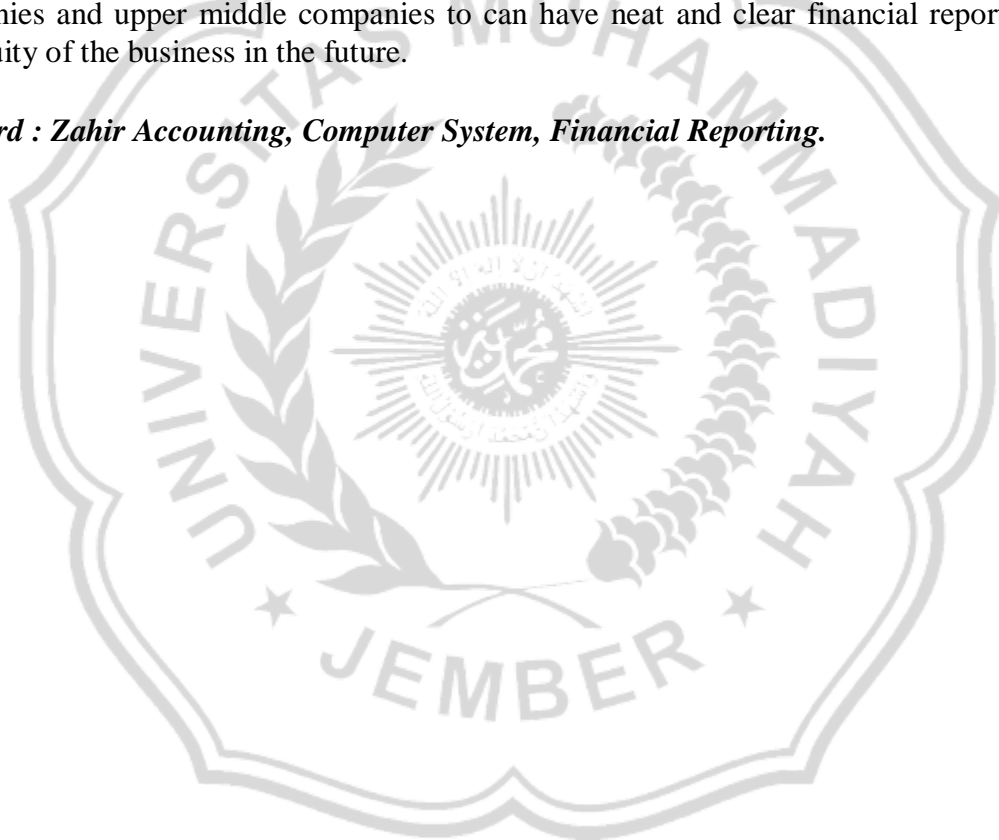 nies and upper middle companies to can have neat and clear financial repor
uity of the business in the future.
rd : Zahir Accounting, Computer System, Financial Reporting.
UNIVERSITAS MUHAMMADIYAH
JEMBER